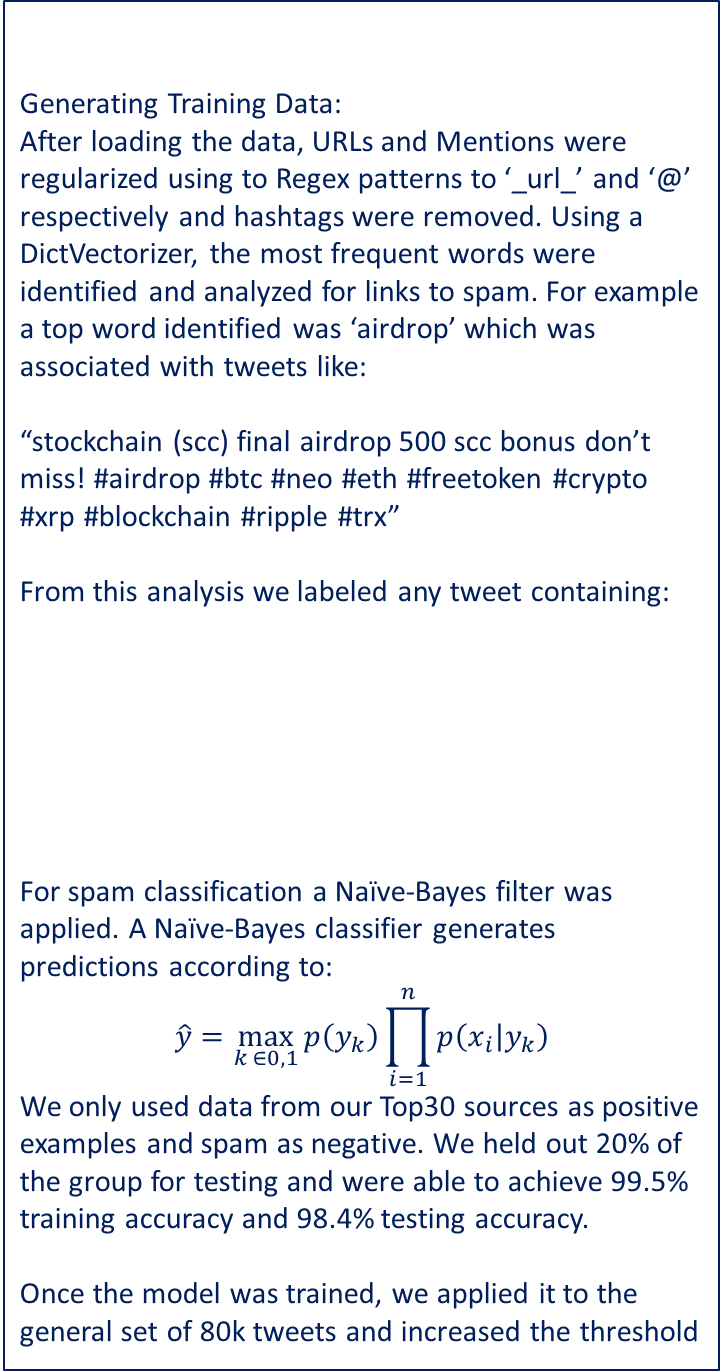 Generating Training Data:
After loading the data, URLs and Mentions were
regularized using to Regex patterns to ‘_url_’ and ‘@’
respectively and hashtags were removed. Using a
DictVectorizer, the most frequent words were
identified and analyzed for links to spam. For example
a top word identified was ‘airdrop’ which was
associated with tweets like:
“stockchain (scc) final airdrop 500 scc bonus don’t
miss! #airdrop #btc #neo #eth #freetoken #crypto
#xrp #blockchain #ripple #trx”
From this analysis we labeled any tweet containing:
For spam classification a Naïve-Bayes filter was
applied. A Naïve-Bayes classifier generates
predictions according to:
ŷ = max_{k ∈0,1} p(y_k) ∏_{i=1}^{n} p(x_i|y_k)
We only used data from our Top30 sources as positive
examples and spam as negative. We held out 20% of
the group for testing and were able to achieve 99.5%
training accuracy and 98.4% testing accuracy.
Once the model was trained, we applied it to the
general set of 80k tweets and increased the threshold